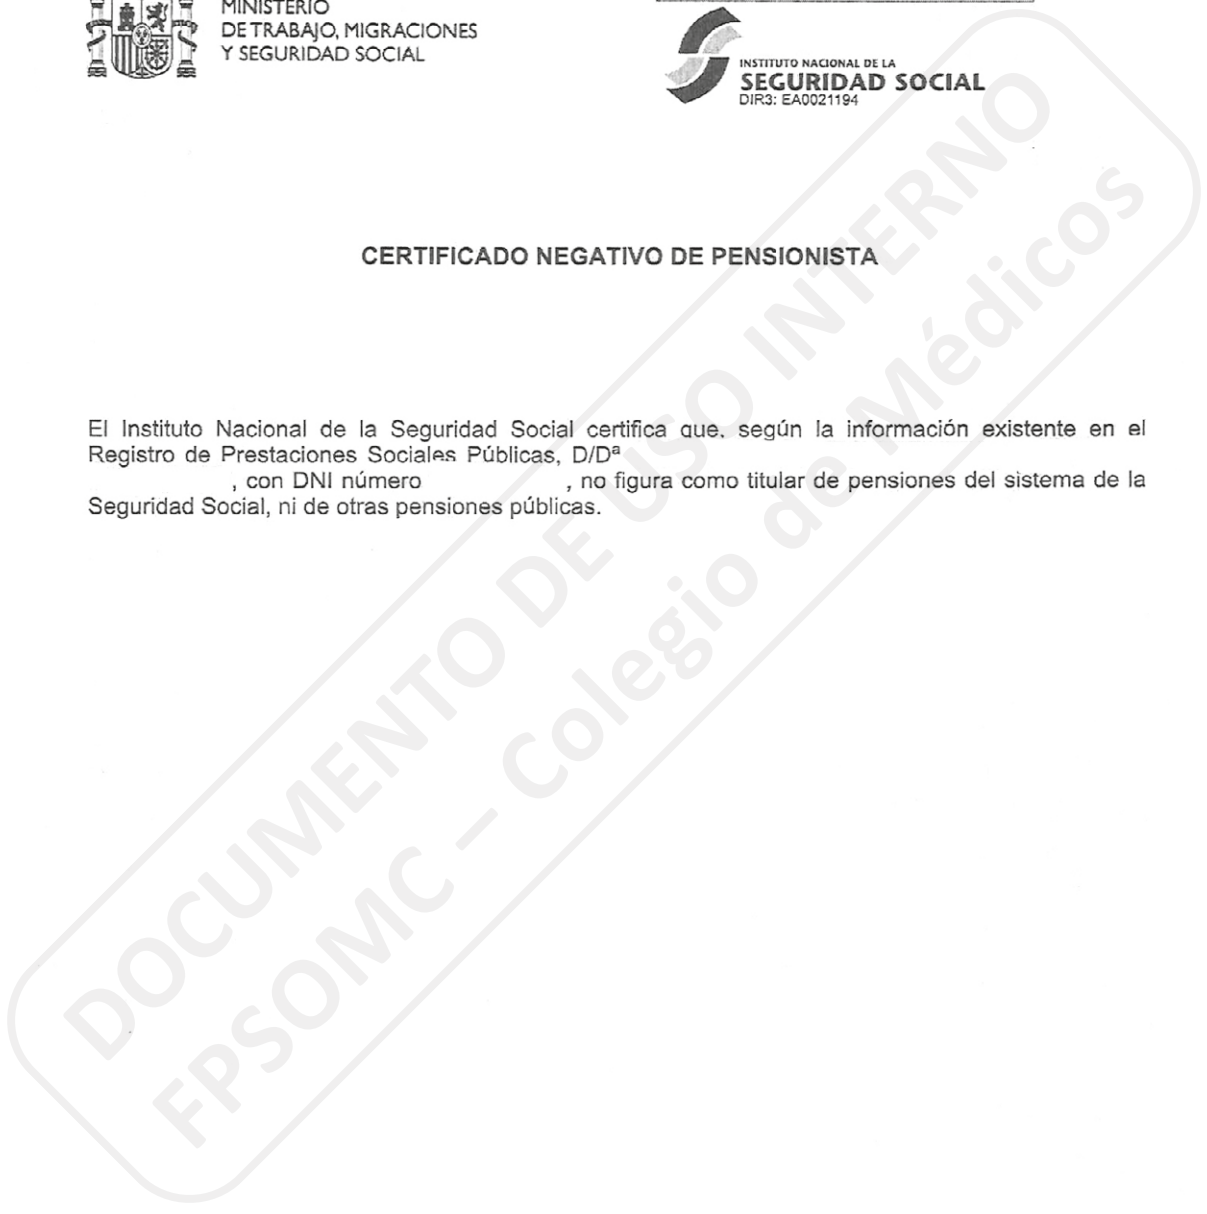 MINISTERIO
DE TRABAJO, MIGRACIONES
Y SEGURIDAD SOCIAL
INSTITUTO NACIONAL DE LA
SEGURIDAD SOCIAL
DIR3: EA0021194
CERTIFICADO NEGATIVO DE PENSIONISTA
El Instituto Nacional de la Seguridad Social certifica que, según la información existente en el
Registro de Prestaciones Sociales Públicas, D/Dª
, con DNI número , no figura como titular de pensiones del sistema de la
Seguridad Social, ni de otras pensiones públicas.
DOCUMENTO DE USO INTERNO
FPSOMC – Colegio de Médicos